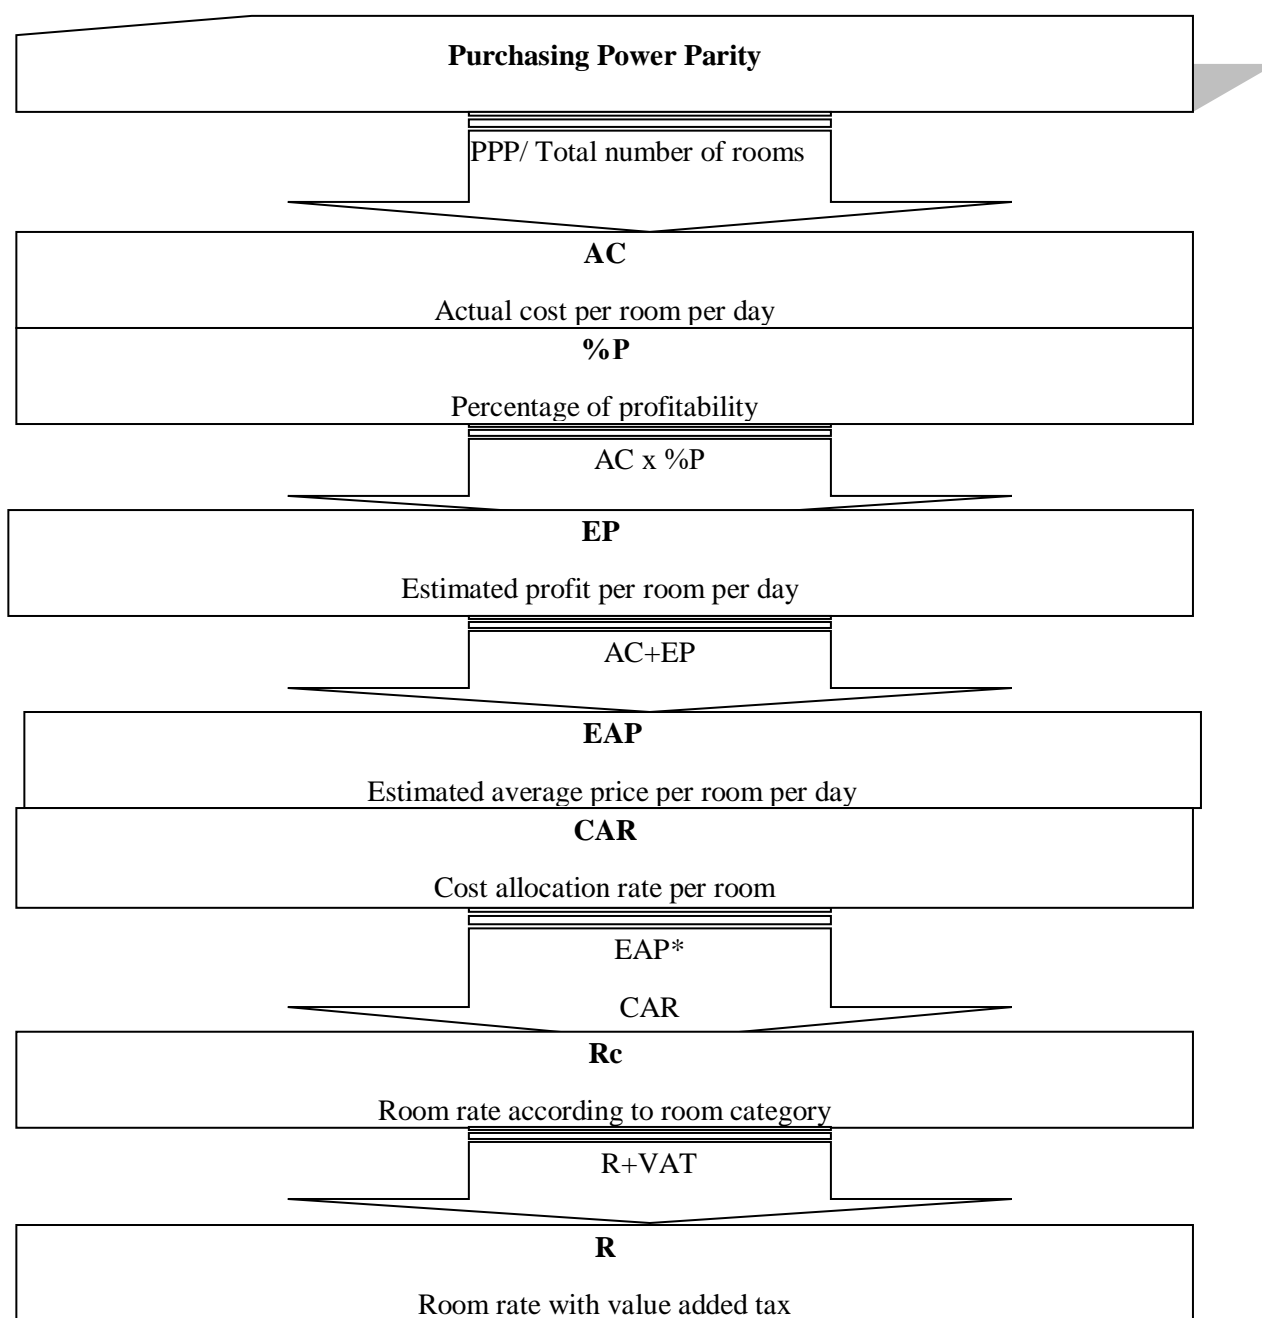 Purchasing Power Parity
PPP/ Total number of rooms
AC
Actual cost per room per day
%P
Percentage of profitability
AC x %P
EP
Estimated profit per room per day
AC+EP
EAP
Estimated average price per room per day
CAR
Cost allocation rate per room
EAP*
CAR
Rc
Room rate according to room category
R+VAT
R
Room rate with value added tax